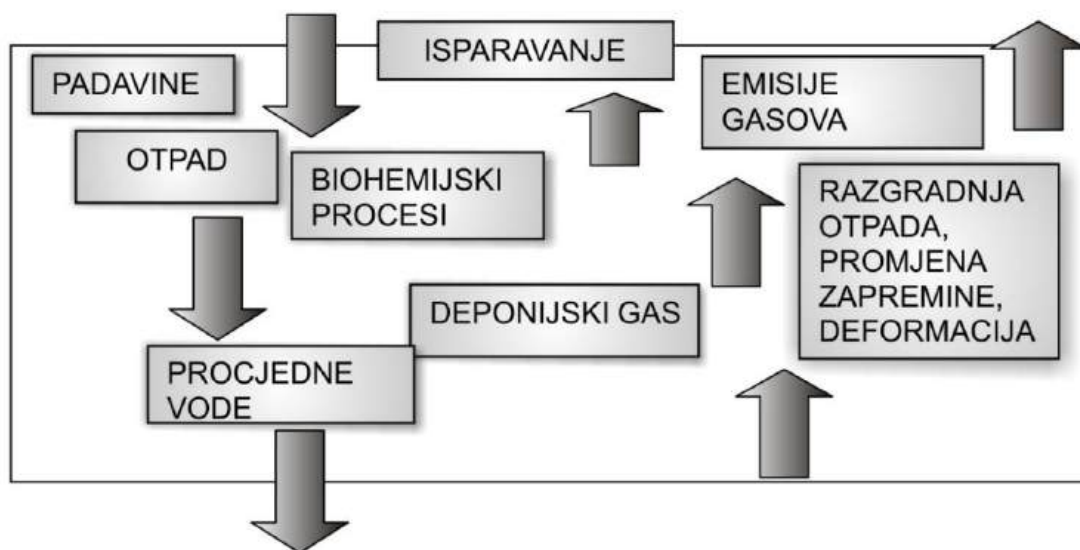 PADAVINE
ISPARAVANJE
EMISIJE
GASOVA
OTPAD
BIOHEMIJSKI
PROCESI
RAZGRADNJA
OTPADA,
PROMJENA
ZAPREMINE,
DEFORMACIJA
DEPONIJSKI GAS
PROCJEDNE
VODE